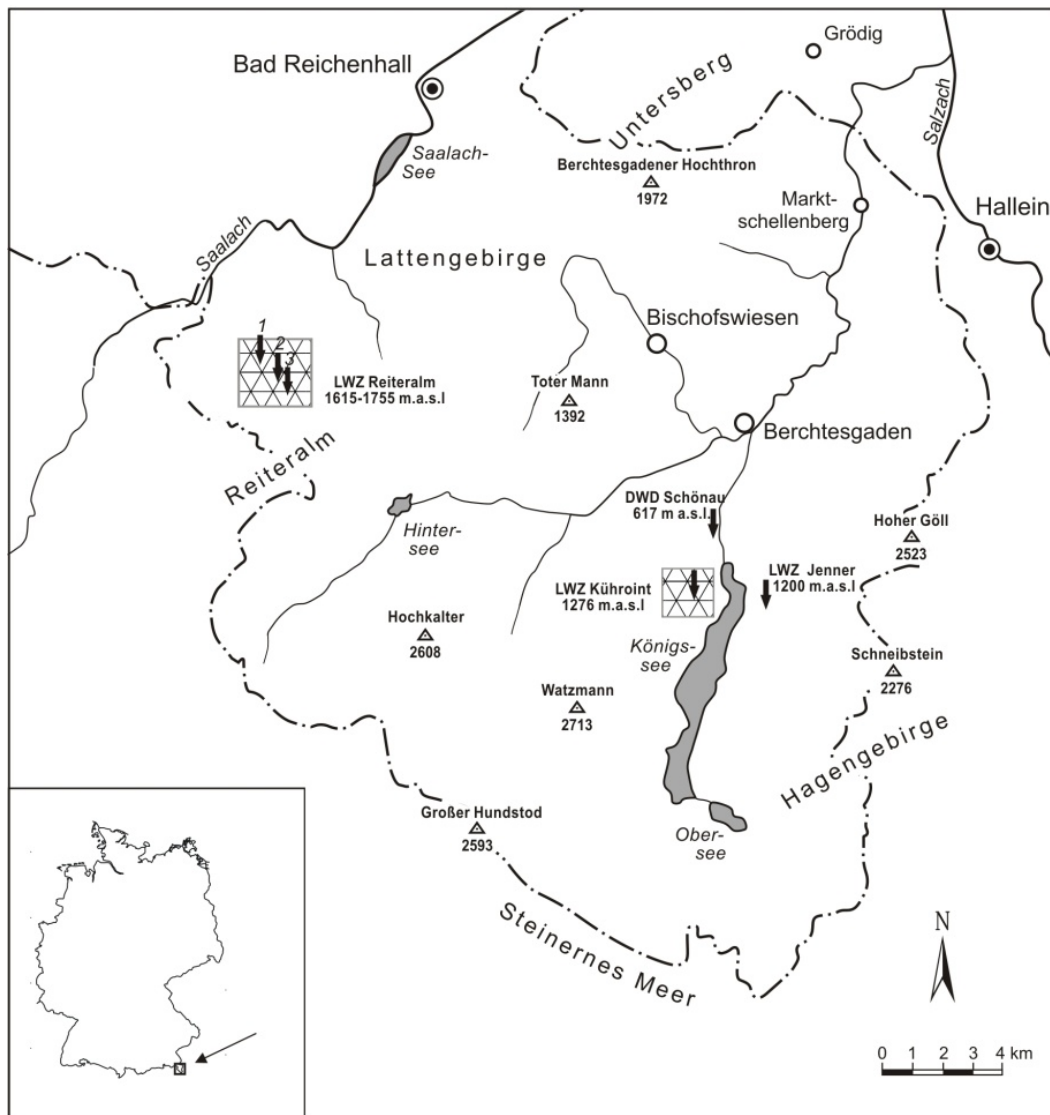 Grödig
Bad Reichenhall
Untersberg
Salzach
Saalach-
See
Berchtesgadener Hochthron
1972
Markt-
schellenberg
Hallein
Saalach
Lattengebirge
Bischofswiesen
1
2
3
LWZ Reiteralm
1615-1755 m.a.s.l
Toter Mann
1392
Berchtesgaden
Reiteralm
DWD Schönau
617 m a.s.l.
Hinter-
see
Hoher Göll
2523
LWZ Kühroint
1276 m.a.s.l
LWZ Jenner
1200 m.a.s.l
Hochkalter
2608
Königs-
see
Schneibstein
2276
Watzmann
2713
Hagengebirge
Großer Hundstod
2593
Ober-
see
Steinernes Meer
N
0 1 2 3 4 km